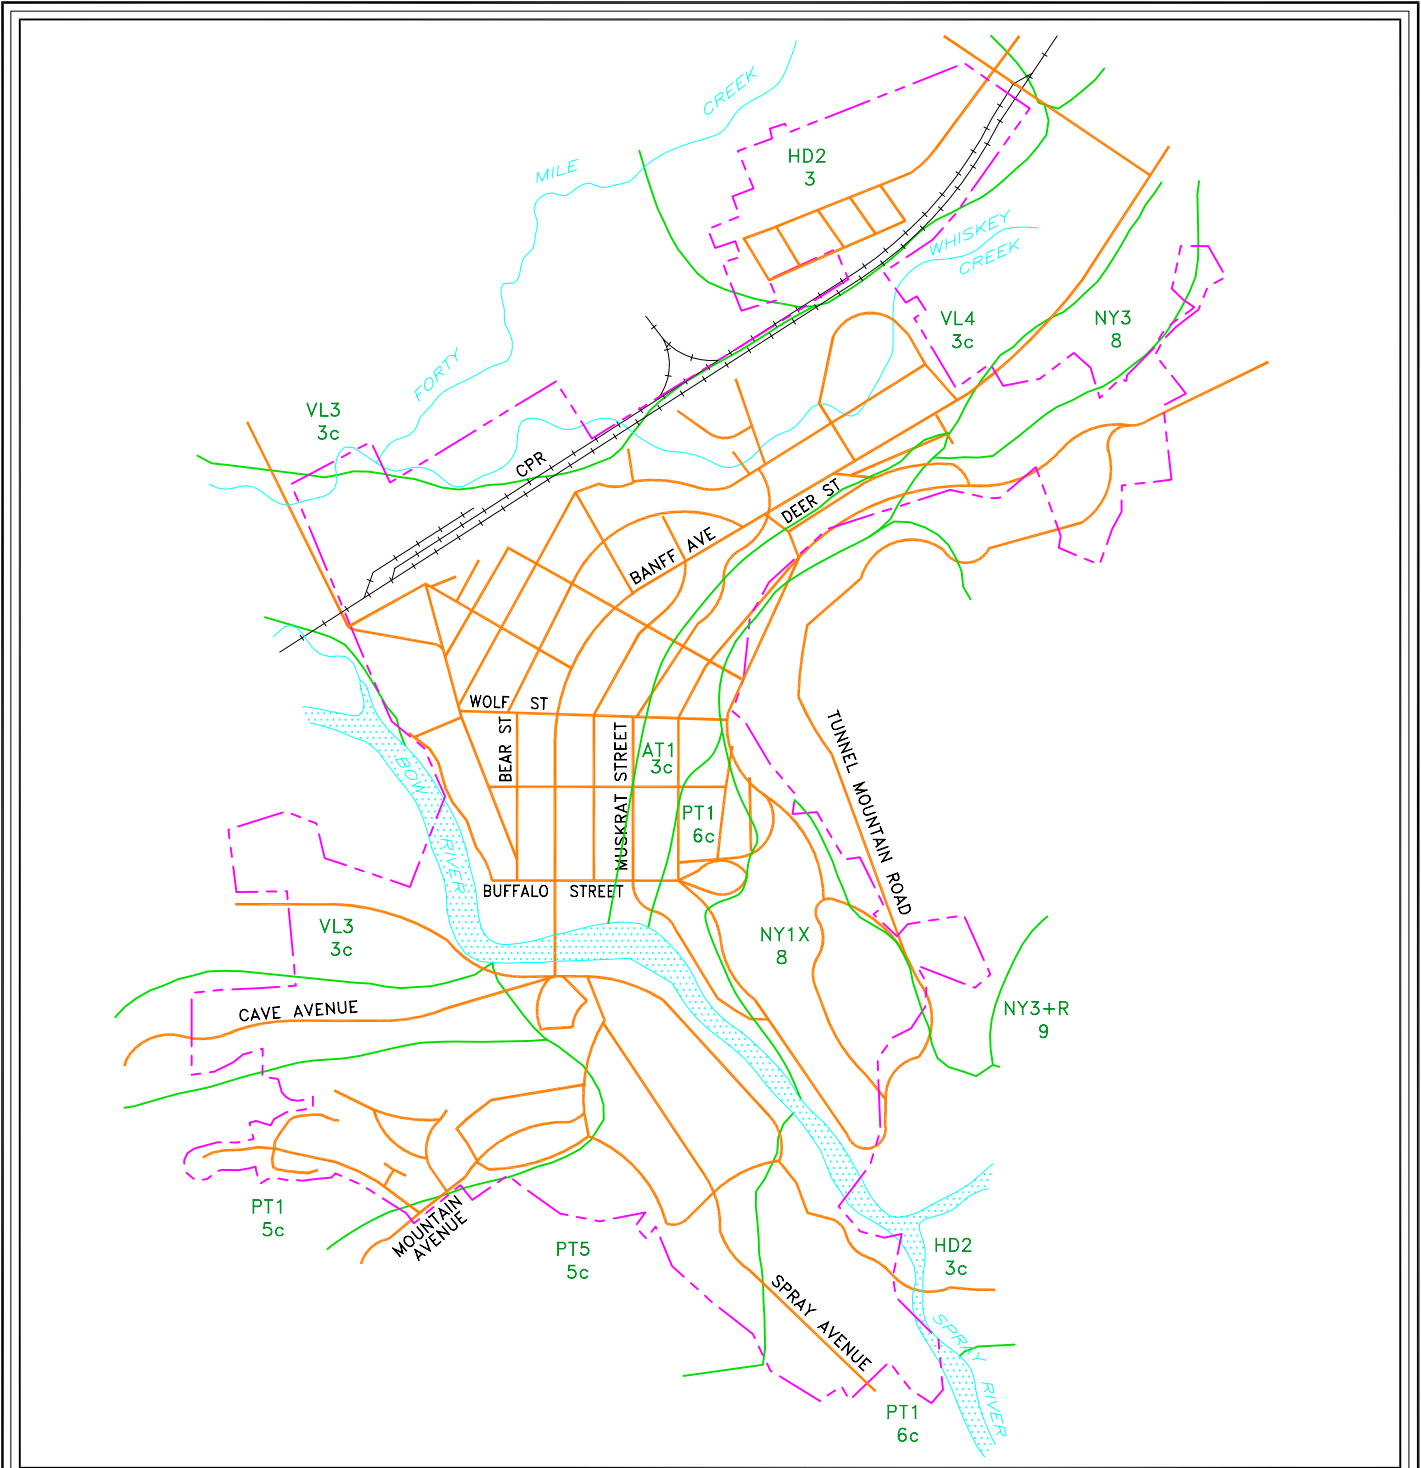 CREEK
MILE
HD2
3
WHISKEY
CREEK
VL4
3c
NY3
8
FORTY
VL3
3c
CPR
DEER ST
BANFF AVE
WOLF ST
BEAR ST
MUSKRAT STREET
AT1
3c
TUNNEL MOUNTAIN ROAD
BOW
RIVER
PT1
6c
BUFFALO STREET
VL3
3c
NY1X
8
CAVE AVENUE
NY3+R
9
PT1
5c
MOUNTAIN
AVENUE
PT5
5c
HD2
3c
SPRAY AVENUE
SPRAY
RIVER
PT1
6c